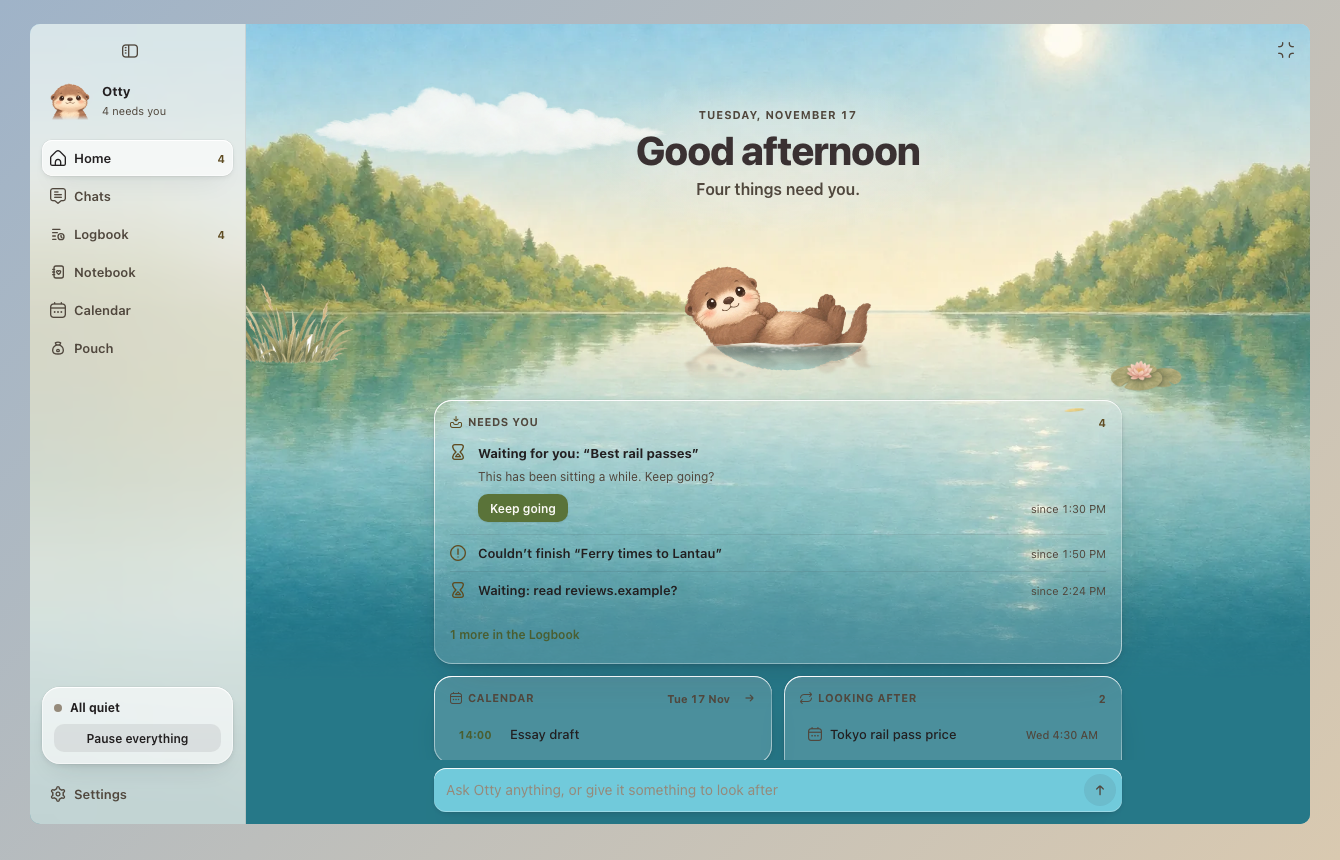 Otty
4 needs you
Home 4
Chats
Logbook 4
Notebook
Calendar
Pouch
All quiet
Pause everything
Settings
TUESDAY, NOVEMBER 17
Good afternoon
Four things need you.
NEEDS YOU 4
Waiting for you: “Best rail passes”
This has been sitting a while. Keep going?
Keep going since 1:30 PM
Couldn’t finish “Ferry times to Lantau” since 1:50 PM
Waiting: read reviews.example? since 2:24 PM
1 more in the Logbook
CALENDAR Tue 17 Nov
14:00 Essay draft
LOOKING AFTER 2
Tokyo rail pass price Wed 4:30 AM
Ask Otty anything, or give it something to look after